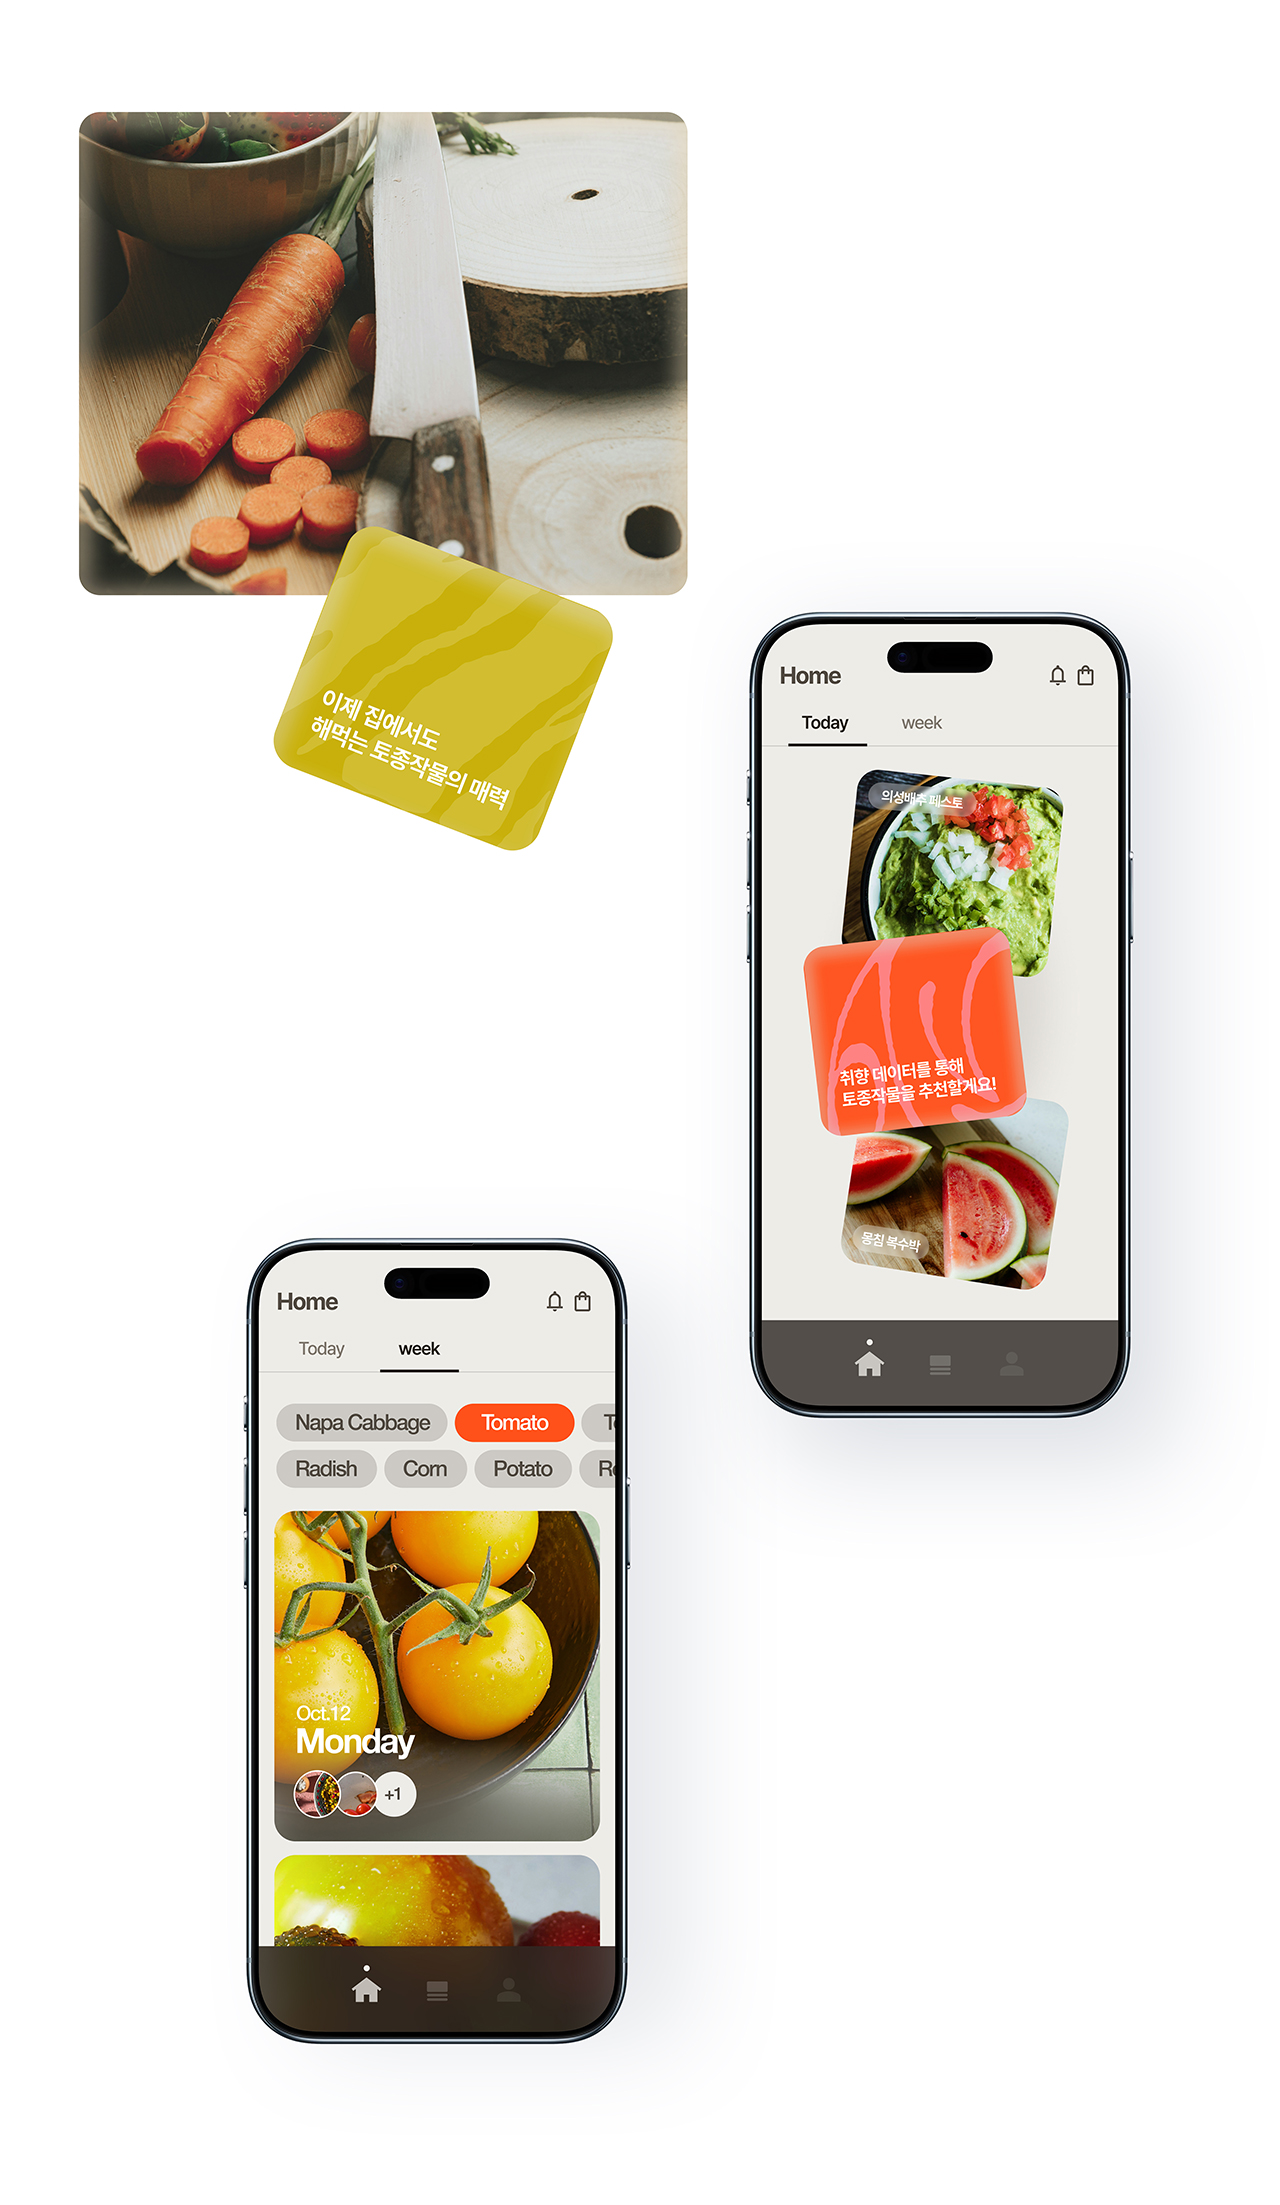 이제 집에서도
해먹는 토종작물의 매력
Home
Today week
의성배추 페스토
취향 데이터를 통해
토종작물을 추천할게요!
몽침 복수박
Home
Today week
Napa Cabbage Tomato
Radish Corn Potato
Oct.12
Monday
+1